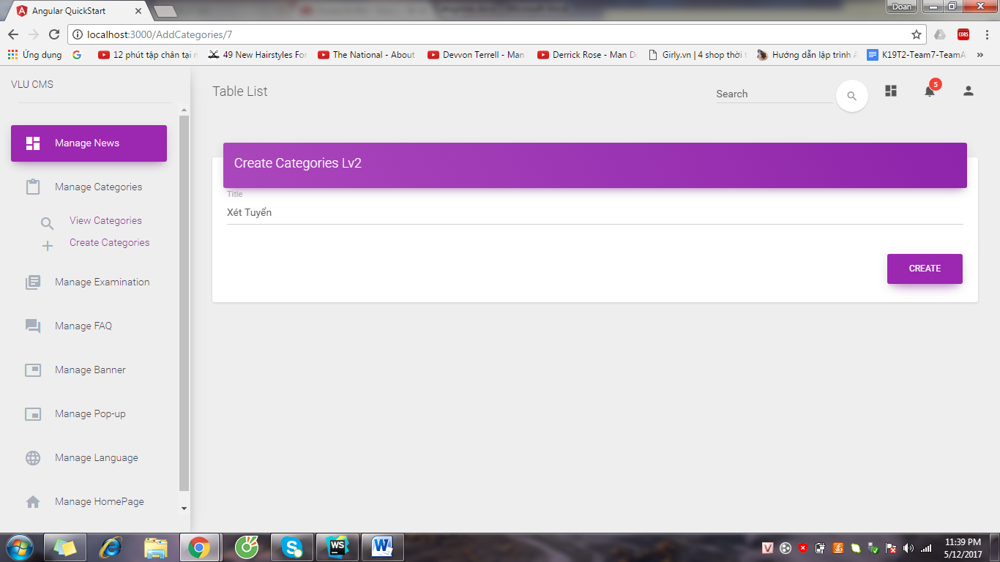 Angular QuickStart
Doan
localhost:3000/AddCategories/7
CORS
Ứng dụng
12 phút tập chân tại n
49 New Hairstyles For
The National - About
Devvon Terrell - Man
Derrick Rose - Man Do
Girly.vn | 4 shop thời t
Hướng dẫn lập trình A
K19T2-Team7-TeamA
VLU CMS
Table List
Search
5
Manage News
Create Categories Lv2
Manage Categories
Title
Xét Tuyển
View Categories
Create Categories
CREATE
Manage Examination
Manage FAQ
Manage Banner
Manage Pop-up
Manage Language
Manage HomePage
WS
11:39 PM
5/12/2017